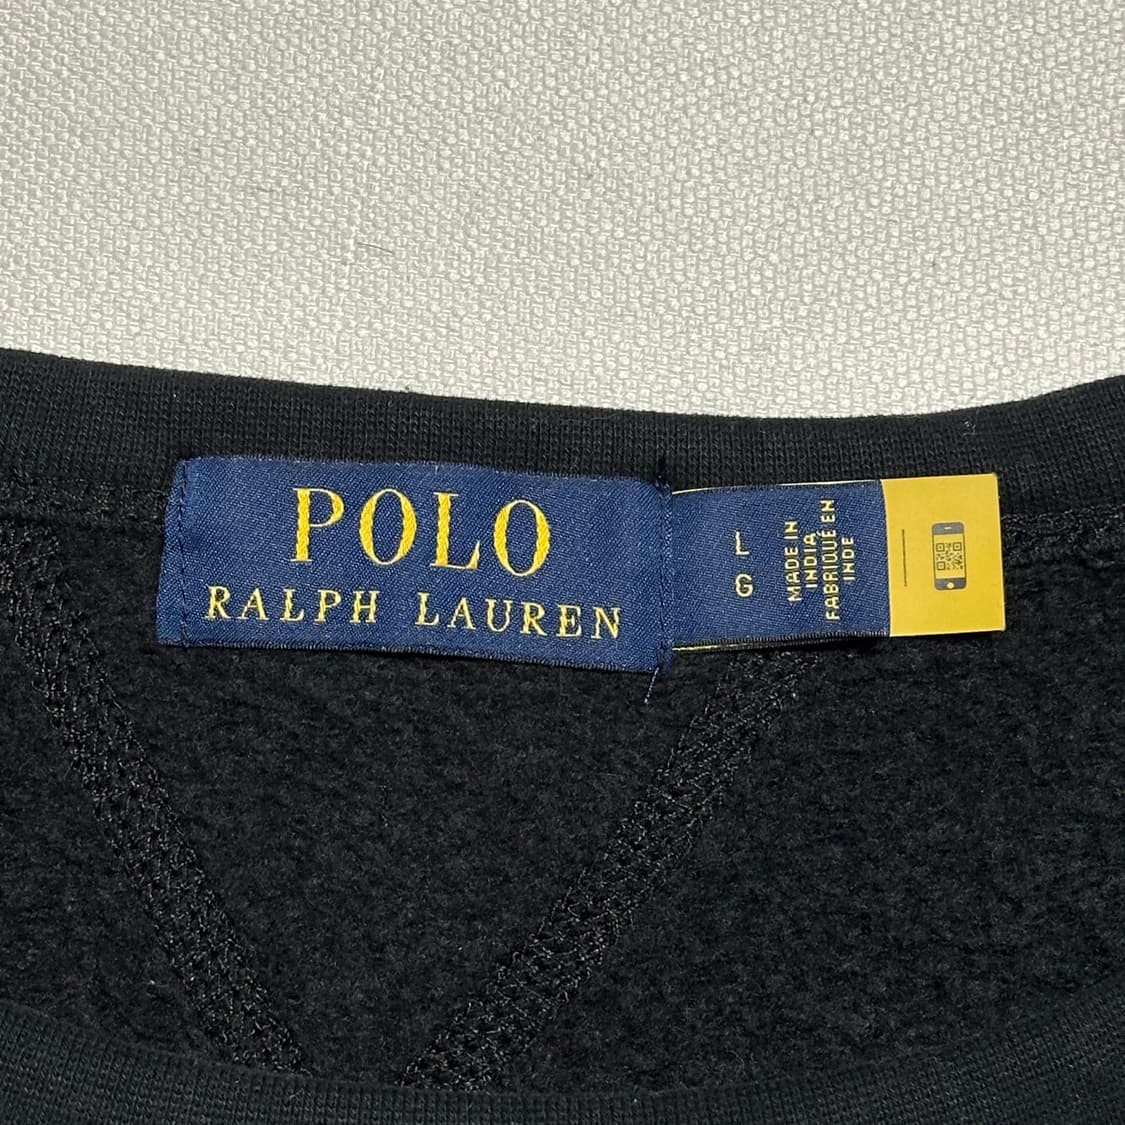 POLO
RALPH LAUREN
L
G
MADE IN
INDIA
FABRIQUÉ EN
INDE